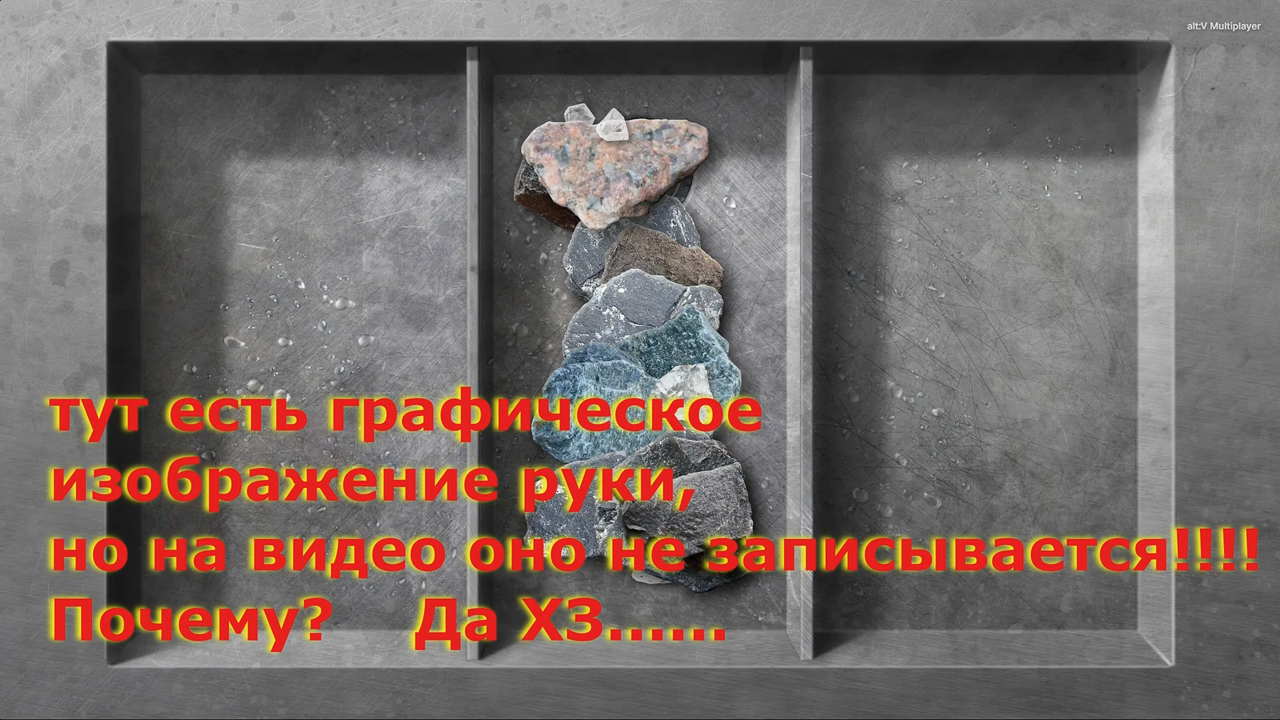 alt:V Multiplayer
тут есть графическое
изображение руки,
но на видео оно не записывается!!!!
Почему? Да ХЗ......